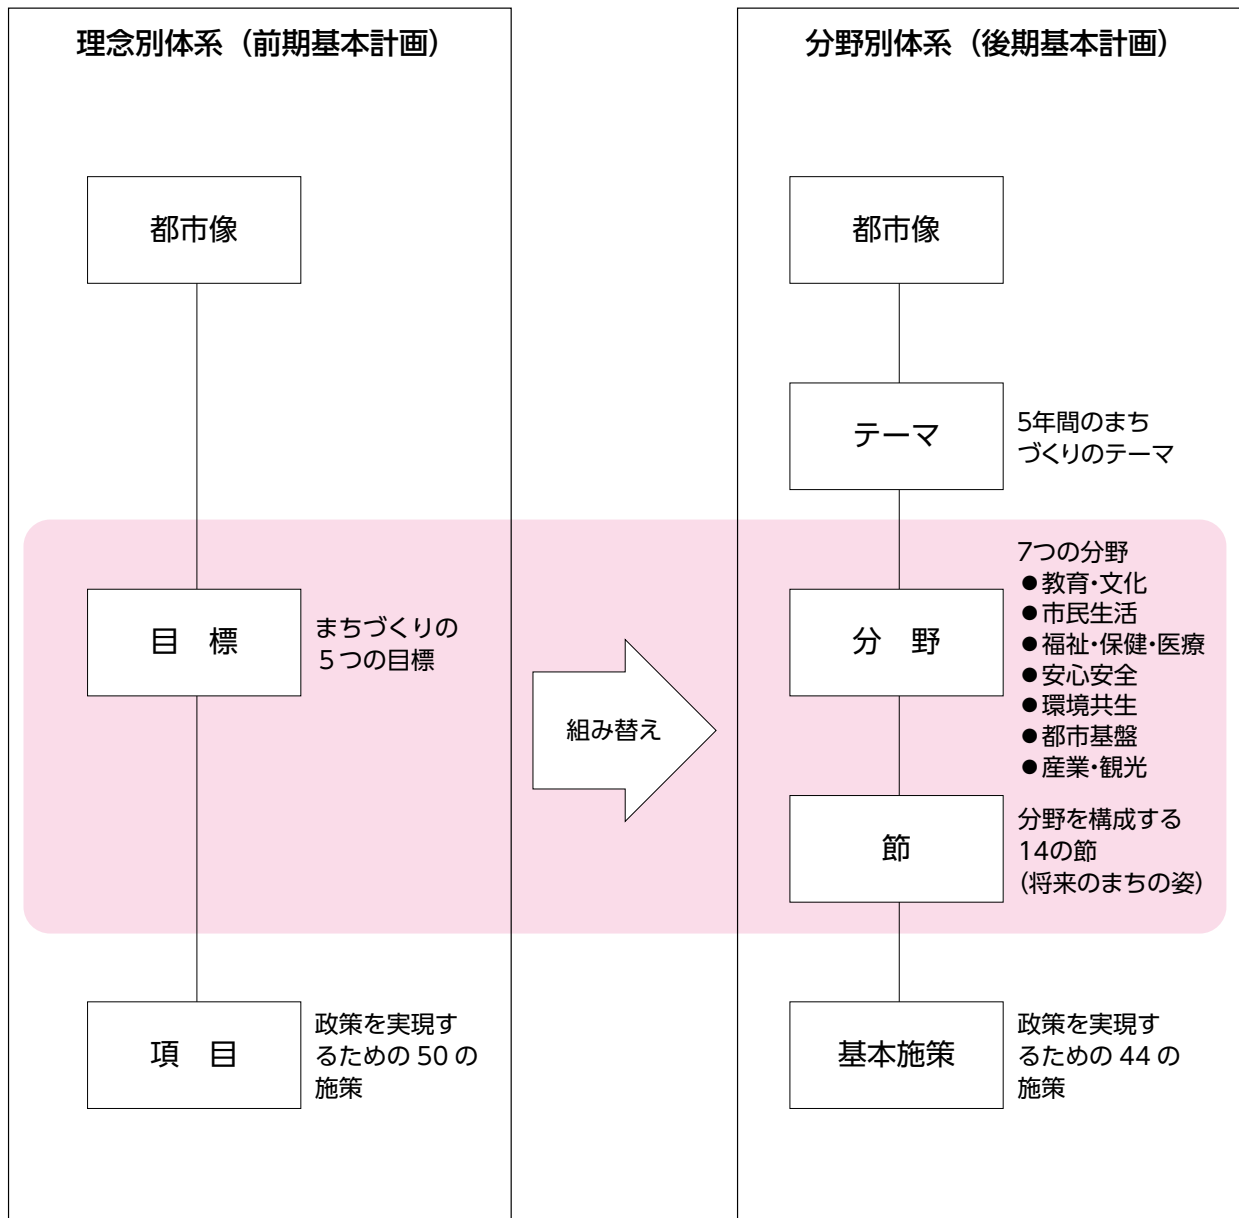 理念別体系（前期基本計画）
都市像
目　標
まちづくりの
５つの目標
項　目
政策を実現す
るための 50 の
施策
組み替え
分野別体系（後期基本計画）
都市像
テーマ
5年間のまち
づくりのテーマ
分　野
7つの分野
●教育・文化
●市民生活
●福祉・保健・医療
●安心安全
●環境共生
●都市基盤
●産業・観光
節
分野を構成する
14の節
（将来のまちの姿）
基本施策
政策を実現す
るための 44 の
施策